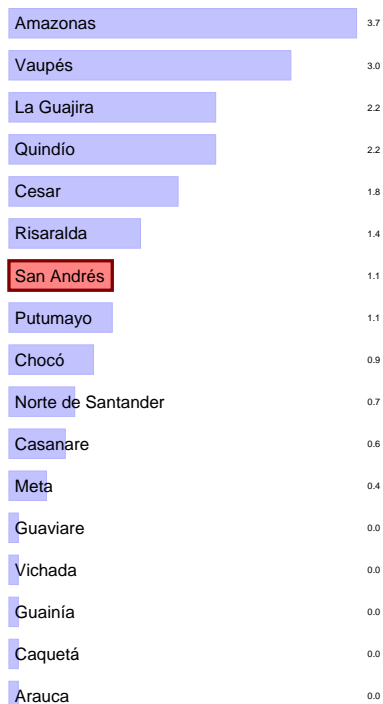 Amazonas 3.7
Vaupés 3.0
La Guajira 2.2
Quindío 2.2
Cesar 1.8
Risaralda 1.4
San Andrés 1.1
Putumayo 1.1
Chocó 0.9
Norte de Santander 0.7
Casanare 0.6
Meta 0.4
Guaviare 0.0
Vichada 0.0
Guainía 0.0
Caquetá 0.0
Arauca 0.0